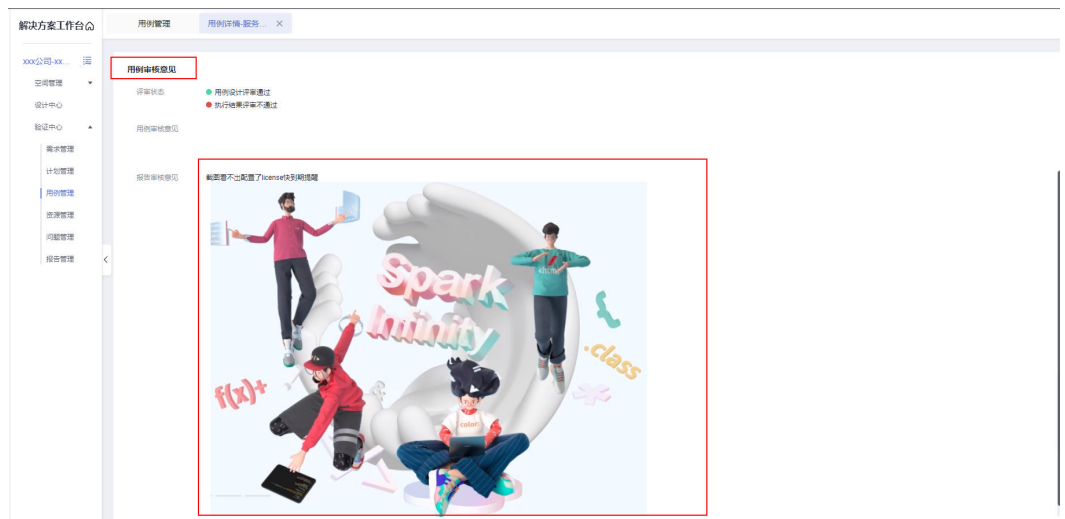 解决方案工作台
用例管理
用例详情-服务...
xxx公司-xx...
空间管理
设计中心
验证中心
需求管理
计划管理
用例管理
资源管理
问题管理
报告管理
用例审核意见
评审状态
用例设计评审通过
执行结果评审不通过
用例审核意见
报告审核意见
截图看不出配置了license快到期提醒
Spark
Infinity
.class
f(x)+
color